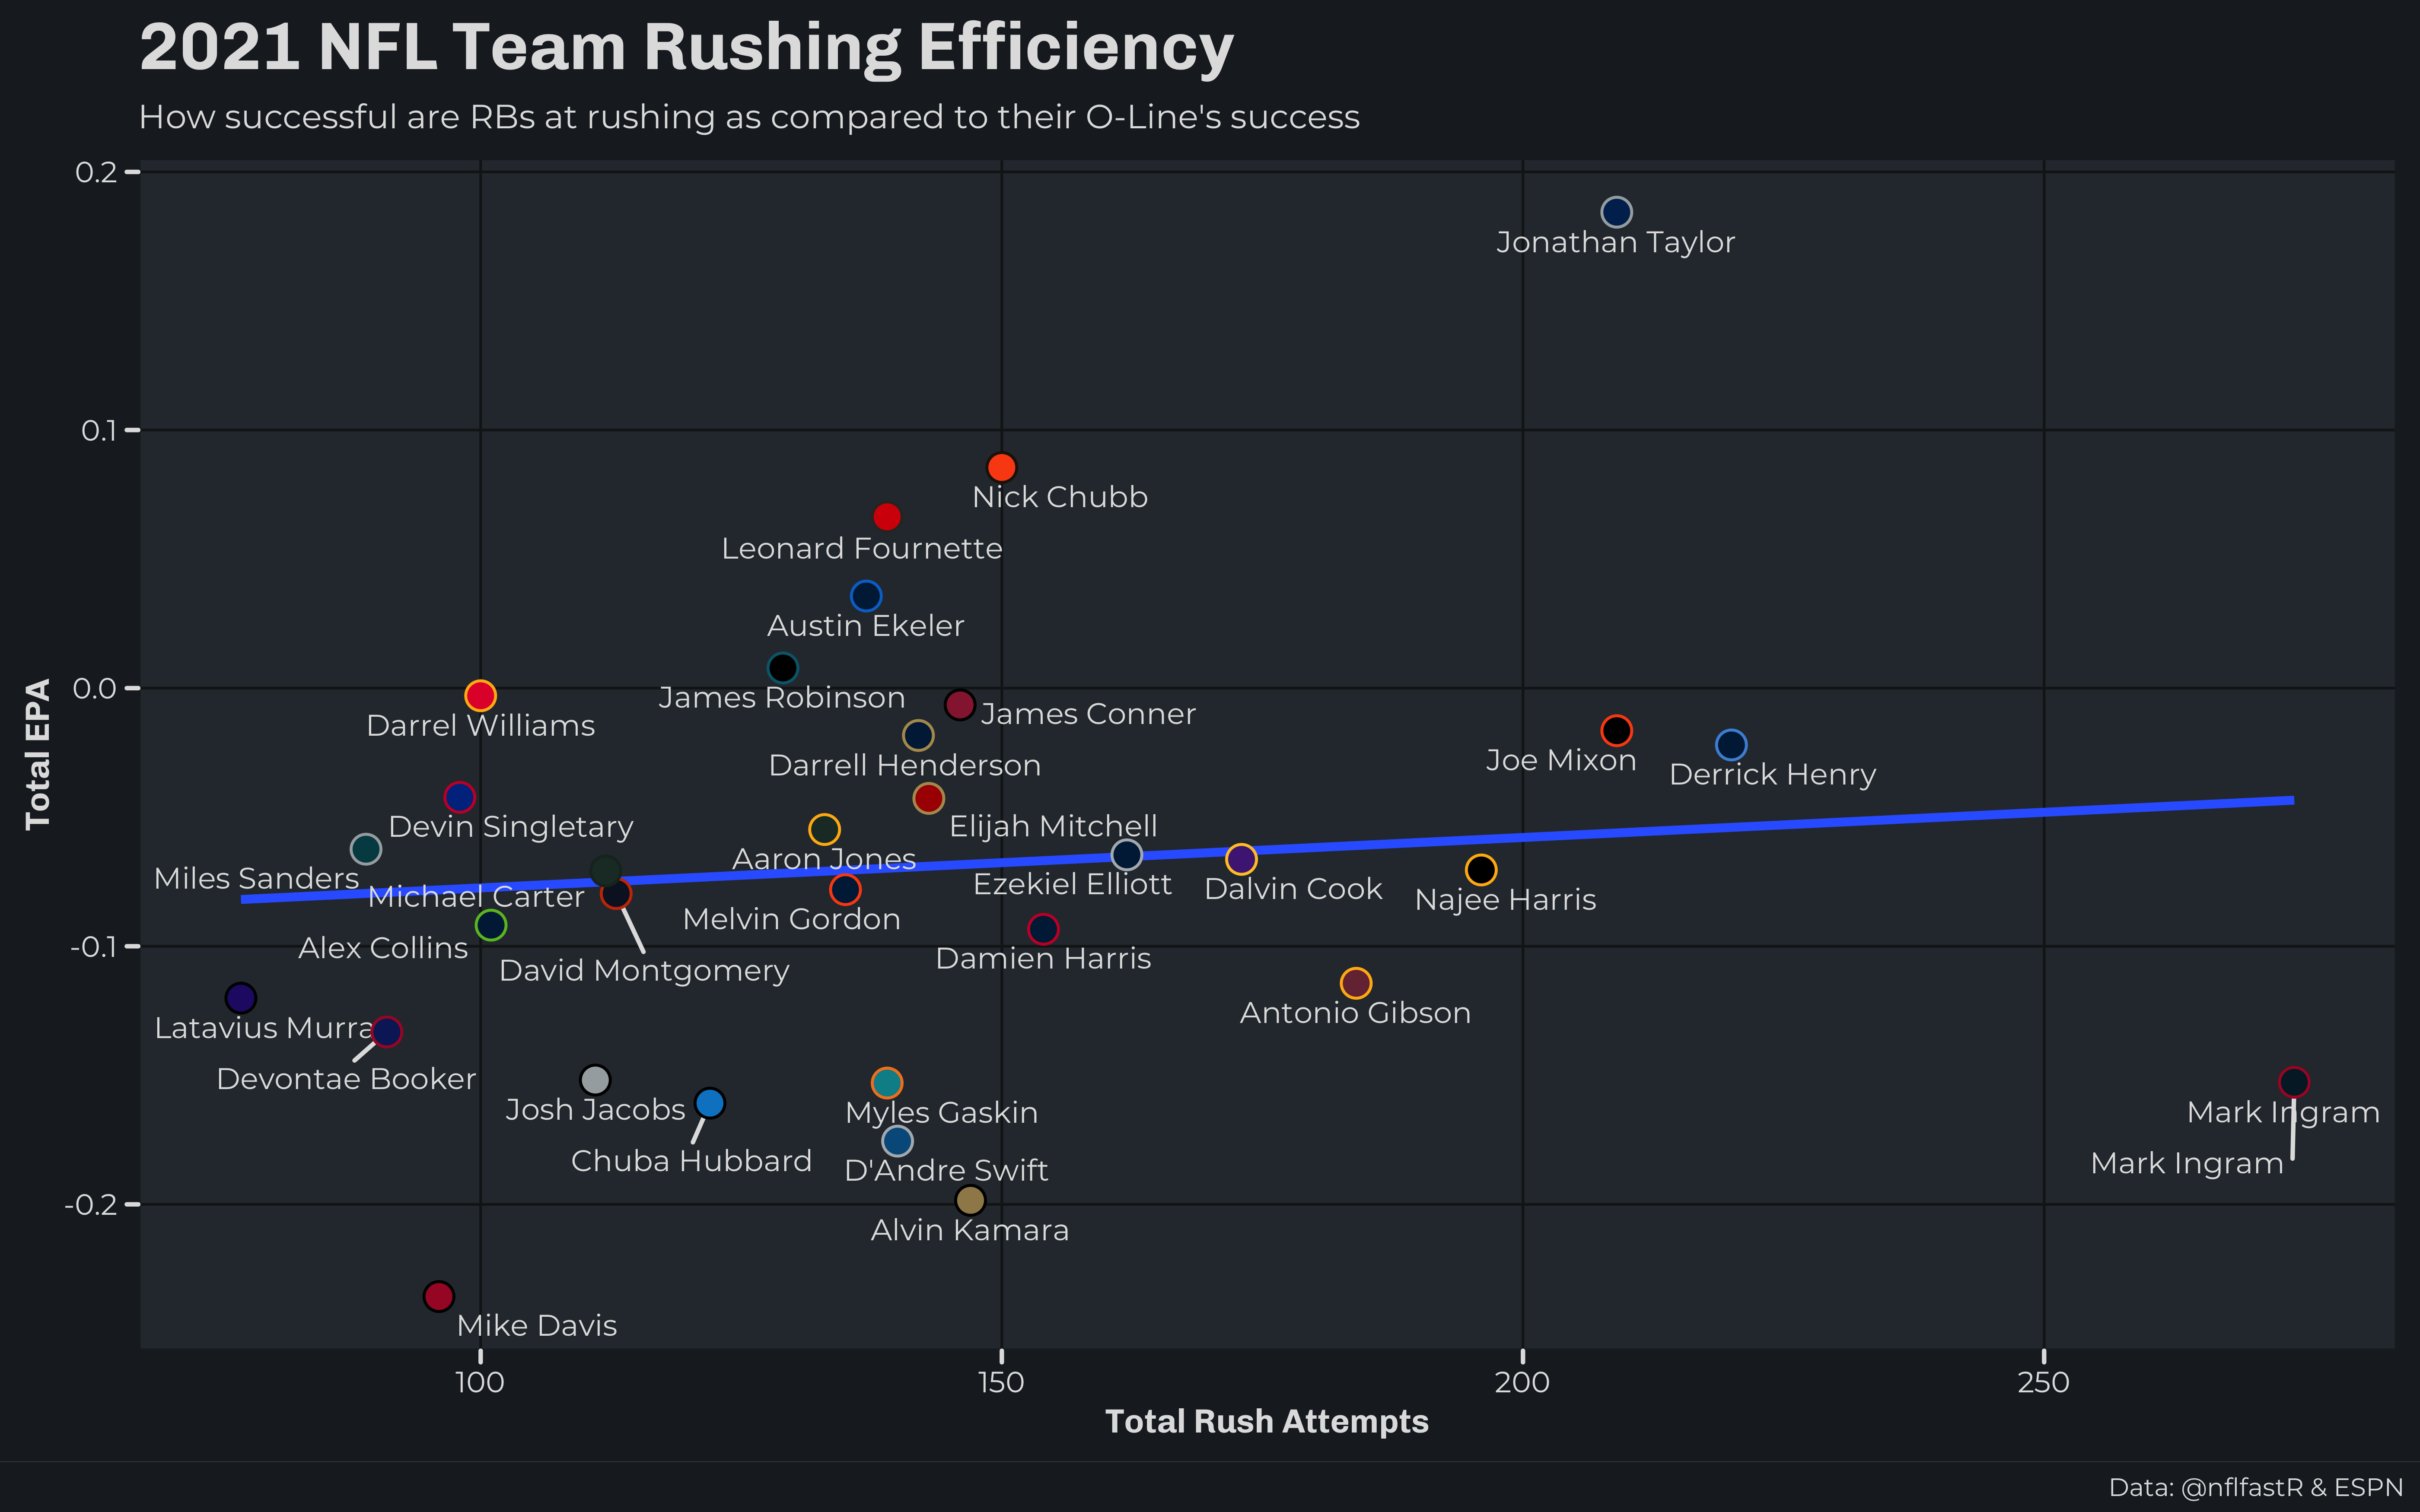 2021 NFL Team Rushing Efficiency
How successful are RBs at rushing as compared to their O-Line's success
0.2
Jonathan Taylor
0.1
Nick Chubb
Leonard Fournette
Austin Ekeler
0.0
James Robinson
James Conner
Darrel Williams
Joe Mixon
Darrell Henderson
Derrick Henry
Total EPA
Devin Singletary
Elijah Mitchell
Aaron Jones
Miles Sanders
Ezekiel Elliott
Dalvin Cook
Michael Carter
Najee Harris
Melvin Gordon
-0.1
Alex Collins
Damien Harris
David Montgomery
Antonio Gibson
Latavius Murra
Devontae Booker
Josh Jacobs
Myles Gaskin
Mark Ingram
Chuba Hubbard
Mark Ingram
D'Andre Swift
-0.2
Alvin Kamara
Mike Davis
100
150
200
250
Total Rush Attempts
Data: @nflfastR & ESPN